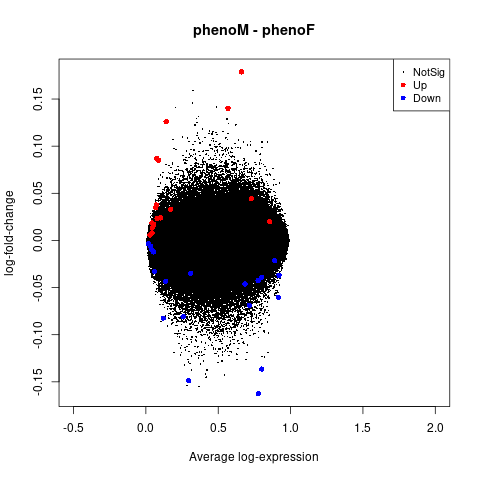 phenoM - phenoF
NotSig
Up
Down
log-fold-change
0.15
0.10
0.05
0.00
-0.05
-0.10
-0.15
-0.5 0.0 0.5 1.0 1.5 2.0
Average log-expression